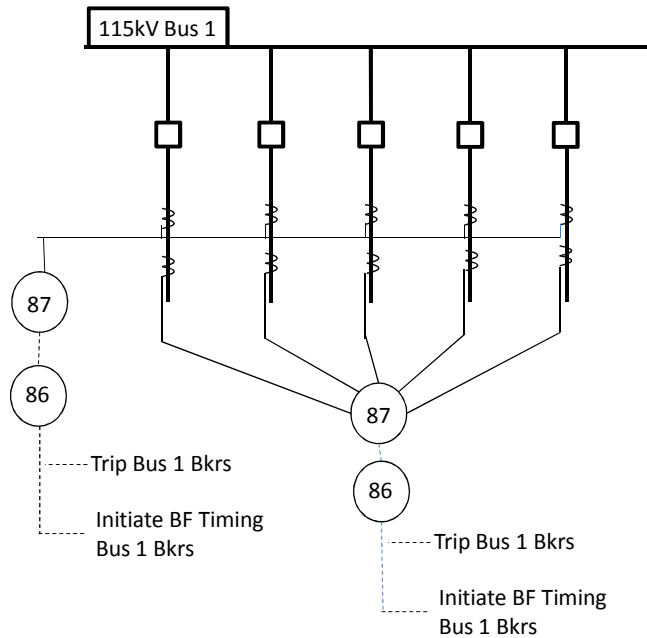 115kV Bus 1
87
86
Trip Bus 1 Bkrs
Initiate BF Timing
Bus 1 Bkrs
87
86
Trip Bus 1 Bkrs
Initiate BF Timing
Bus 1 Bkrs